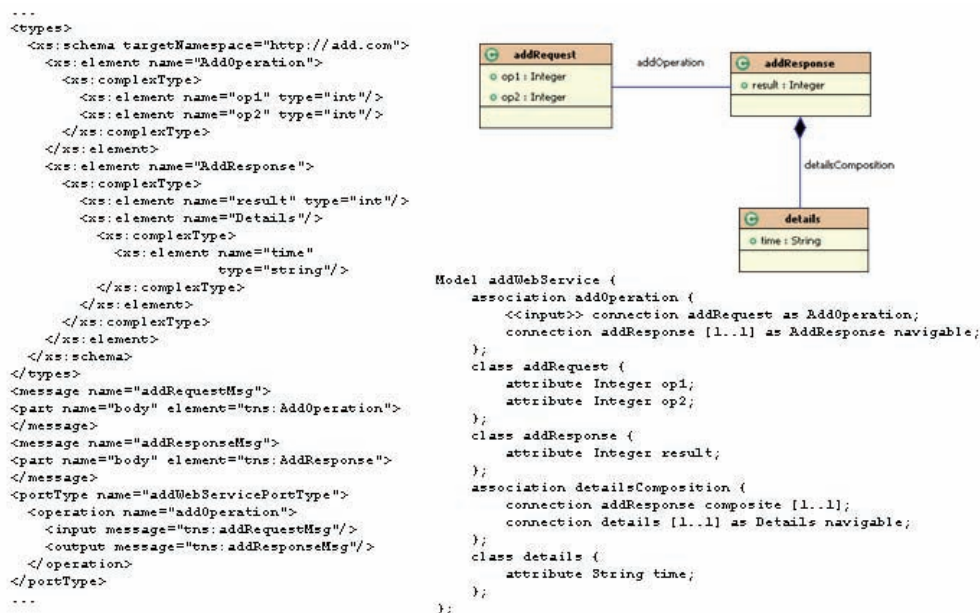 ...
<types>
  <xs:schema targetNamespace="http://add.com">
    <xs:element name="AddOperation">
      <xs:complexType>
        <xs:element name="op1" type="int"/>
        <xs:element name="op2" type="int"/>
      </xs:complexType>
    </xs:element>
    <xs:element name="AddResponse">
      <xs:complexType>
        <xs:element name="result" type="int"/>
        <xs:element name="Details"/>
          <xs:complexType>
            <xs:element name="time"
                        type="string"/>
          </xs:complexType>
        </xs:element>
      </xs:complexType>
    </xs:element>
  </xs:schema>
</types>
<message name="addRequestMsg">
<part name="body" element="tns:AddOperation">
</message>
<message name="addResponseMsg">
<part name="body" element="tns:AddResponse">
</message>
<portType name="addWebServicePortType">
  <operation name="addOperation">
    <input message="tns:addRequestMsg"/>
    <output message="tns:addResponseMsg"/>
  </operation>
</portType>
...
addRequest
op1 : Integer
op2 : Integer
addOperation
addResponse
result : Integer
detailsComposition
details
time : String
Model addWebService {
    association addOperation {
        <<input>> connection addRequest as AddOperation;
        connection addResponse [1..1] as AddResponse navigable;
    };
    class addRequest {
        attribute Integer op1;
        attribute Integer op2;
    };
    class addResponse {
        attribute Integer result;
    };
    association detailsComposition {
        connection addResponse composite [1..1];
        connection details [1..1] as Details navigable;
    };
    class details {
        attribute String time;
    };
};